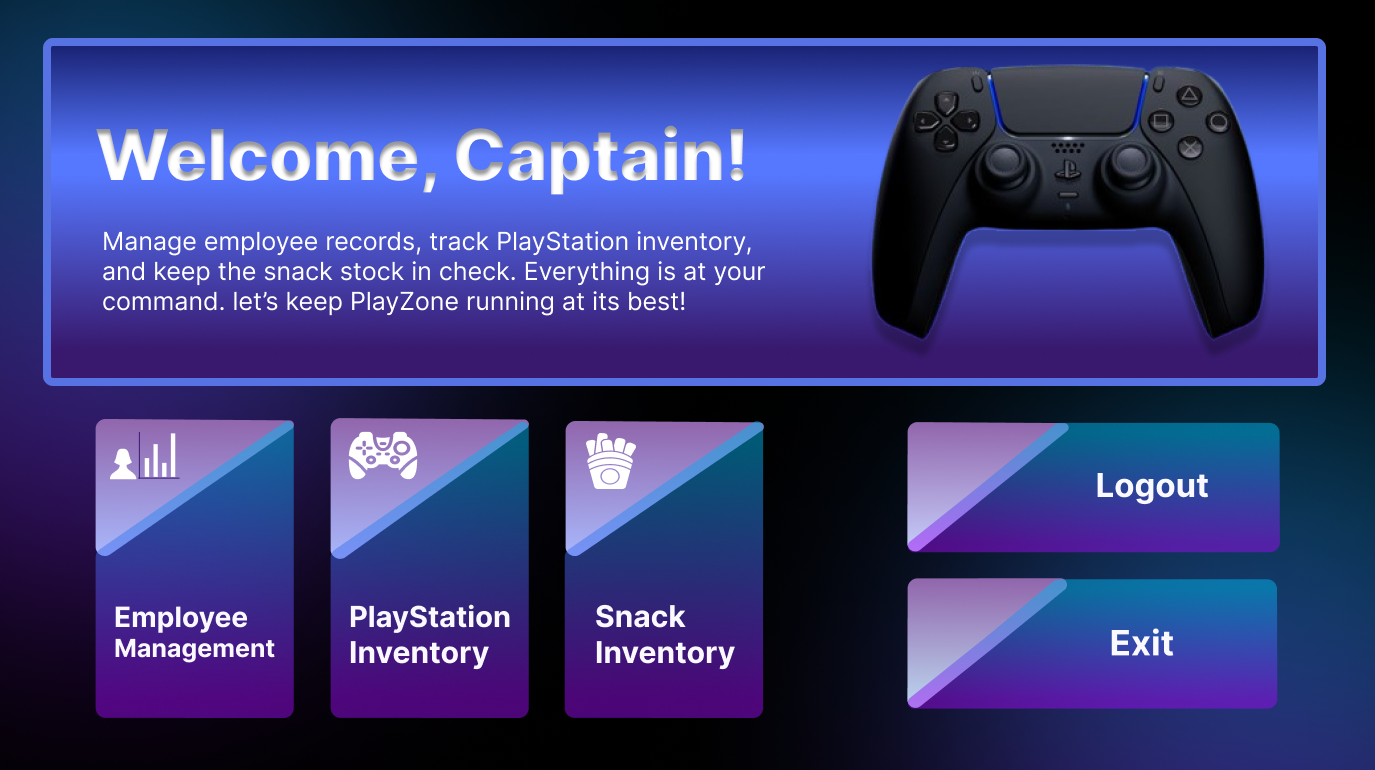 Welcome, Captain!
Manage employee records, track PlayStation inventory,
and keep the snack stock in check. Everything is at your
command. let’s keep PlayZone running at its best!
Employee
Management
PlayStation
Inventory
Snack
Inventory
Logout
Exit